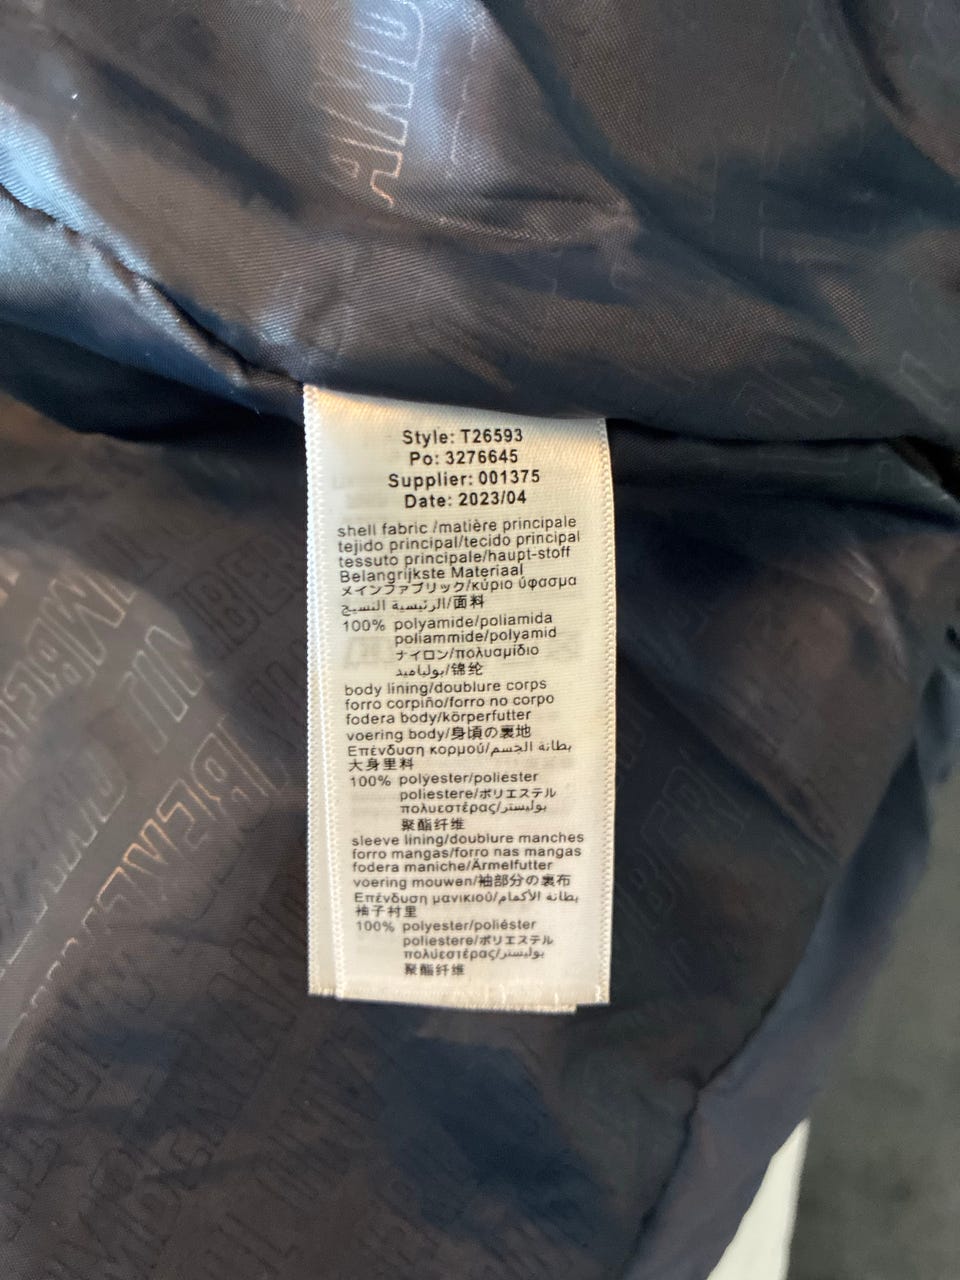 Style: T26593
Po: 3276645
Supplier: 001375
Date: 2023/04
shell fabric /matière principale
tejido principal/tecido principal
tessuto principale/haupt-stoff
Belangrijkste Materiaal
メインファブリック/κύριο ύφασμα
الرئيسية النسيج/面料
100% polyamide/poliamida
poliammide/polyamid
ナイロン/πολυαμίδιο
بولياميد/锦纶
body lining/doublure corps
forro corpiño/forro no corpo
fodera body/körperfutter
voering body/身頃の裏地
Επένδυση κορμού/بطانة الجسم
大身里料
100% polyester/poliéster
poliestere/ポリエステル
πολυεστέρας/بوليستر
聚酯纤维
sleeve lining/doublure manches
forro mangas/forro nas mangas
fodera maniche/Ärmelfutter
voering mouwen/袖部分の裏布
Επένδυση μανικιού/بطانة الأكمام
袖子村里
100% polyester/poliéster
poliestere/ポリエステル
πολυεστέρας/بوليستر
聚酯纤维